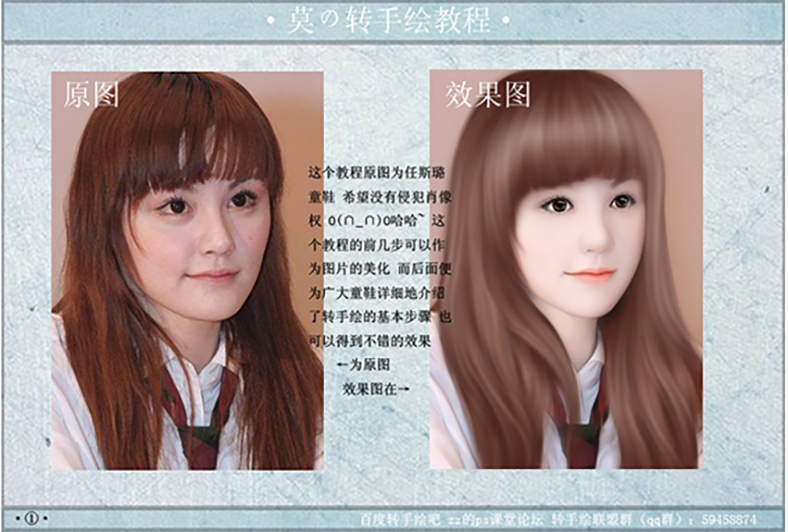 ·莫の转手绘教程·
原图
效果图
这个教程原图为任斯璐
童鞋 希望没有侵犯肖像
权 O(∩_∩)O哈哈~ 这
个教程的前几步可以作
为图片的美化 而后面便
为广大童鞋详细地介绍
了转手绘的基本步骤 也
可以得到不错的效果
←为原图
效果图在→
·①·
百度转手绘吧 zz的ps课堂论坛 转手绘联盟群（qq群）：59458874